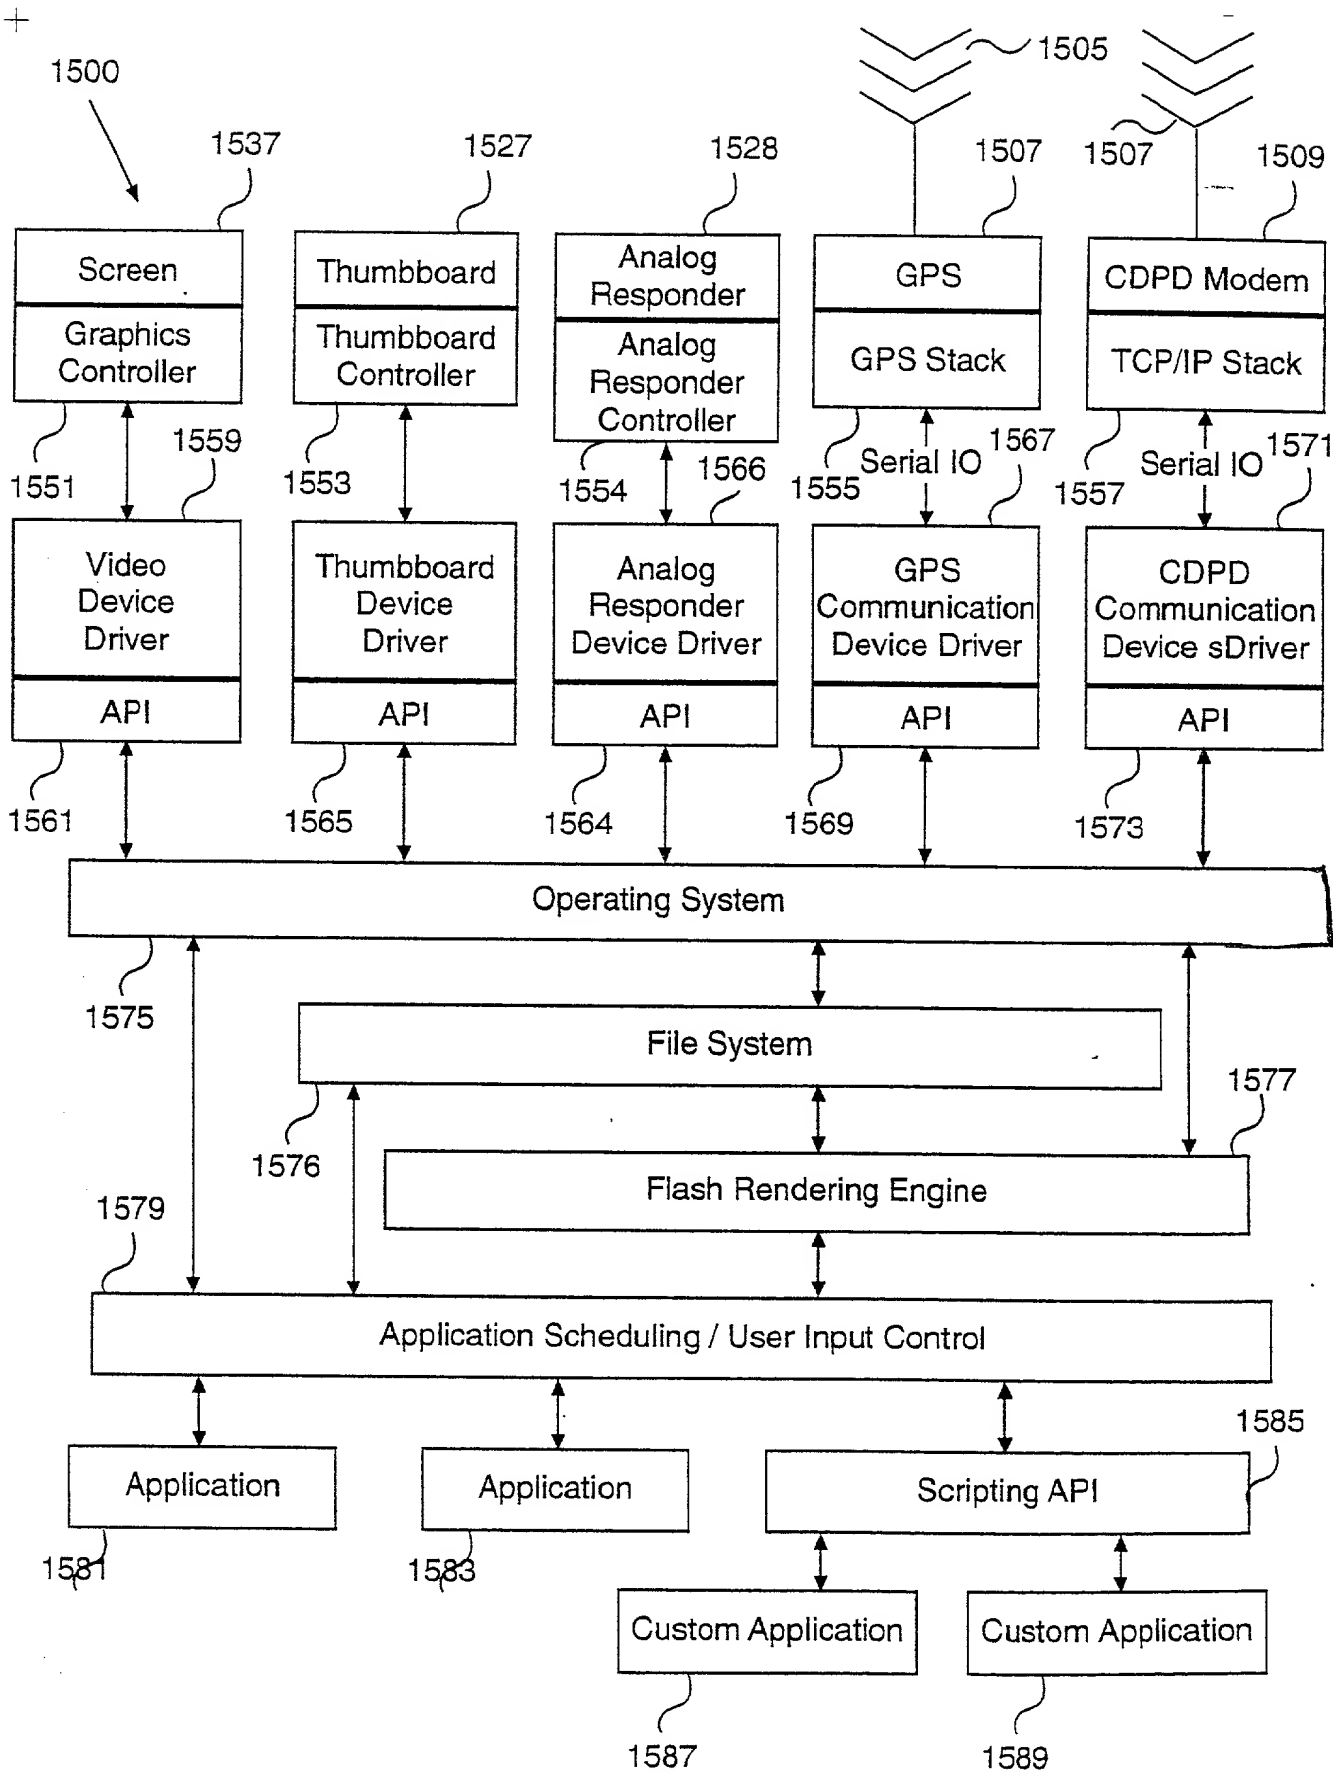 1500
1505
1537
1527
1528
1507
1507
1509
Screen
Graphics
Controller
Thumbboard
Thumbboard
Controller
Analog
Responder
Analog
Responder
Controller
GPS
GPS Stack
CDPD Modem
TCP/IP Stack
1551
1559
1553
1554
1566
1555
Serial IO
1567
1557
Serial IO
1571
Video
Device
Driver
API
Thumbboard
Device
Driver
API
Analog
Responder
Device Driver
API
GPS
Communication
Device Driver
API
CDPD
Communication
Device sDriver
API
1561
1565
1564
1569
1573
Operating System
1575
File System
1576
1577
Flash Rendering Engine
1579
Application Scheduling / User Input Control
1585
Application
Application
Scripting API
1581
1583
Custom Application
Custom Application
1587
1589